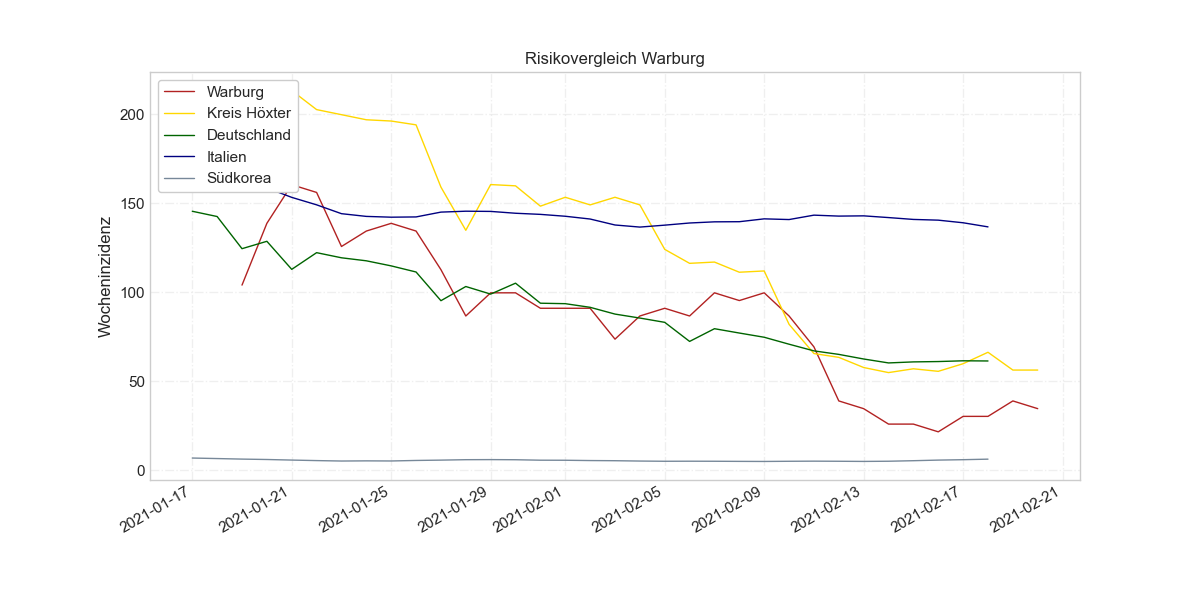 Risikovergleich Warburg
Warburg
Kreis Höxter
Deutschland
Italien
Südkorea
Wocheninzidenz
200
150
100
50
0
2021-01-17
2021-01-21
2021-01-25
2021-01-29
2021-02-01
2021-02-05
2021-02-09
2021-02-13
2021-02-17
2021-02-21